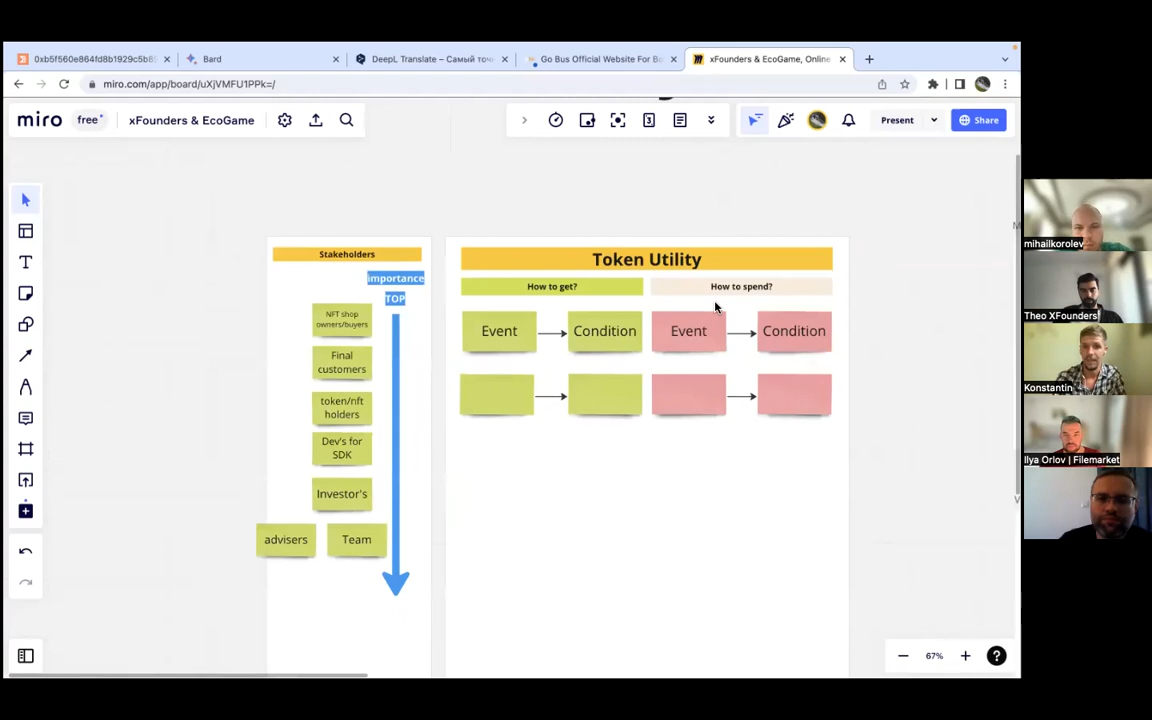 0xb5f560e864fd8b1929c5b8
Bard
DeepL Translate – Самый точ
Go Bus Official Website For Bo
xFounders & EcoGame, Online
miro.com/app/board/uXjVMFU1PPk=/
miro
free
xFounders & EcoGame
3
Present
Share
Stakeholders
importance
TOP
NFT shop
owners/buyers
Final
customers
token/nft
holders
Dev's for
SDK
Investor's
advisers
Team
Token Utility
How to get?
How to spend?
Event
Condition
Event
Condition
67%
?
mihailkorolev
Theo XFounders
Konstantin
Ilya Orlov | Filemarket